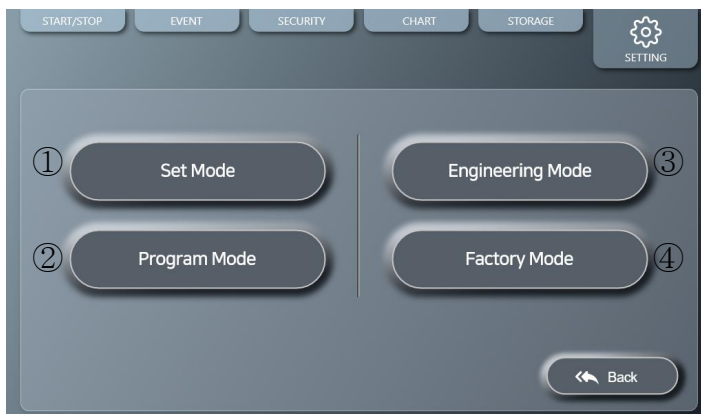 START/STOP EVENT SECURITY CHART STORAGE
SETTING
① Set Mode Engineering Mode ③
② Program Mode Factory Mode ④
Back